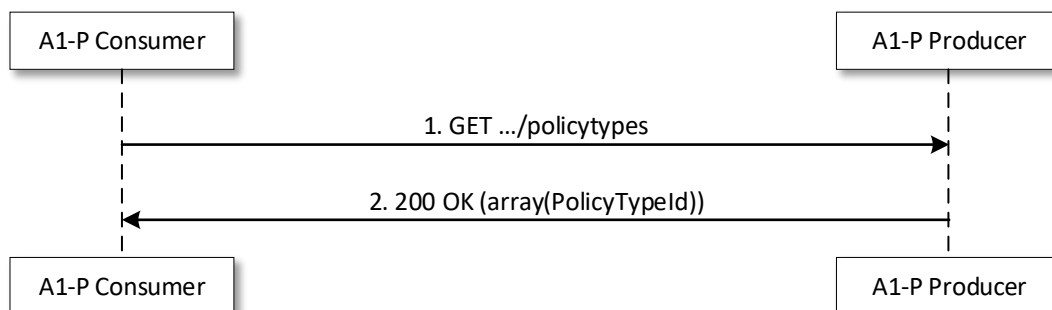 A1-P Consumer
A1-P Producer
1. GET .../policytypes
2. 200 OK (array(PolicyTypeId))
A1-P Consumer
A1-P Producer